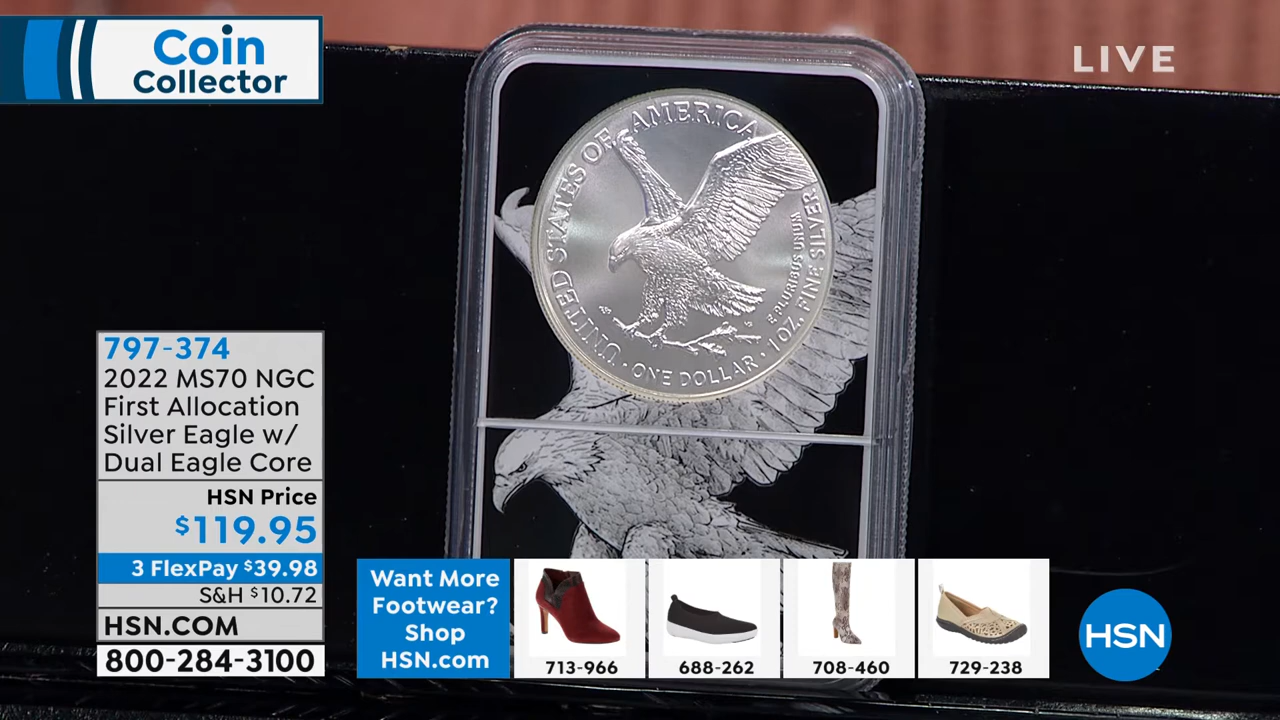 Coin
Collector
LIVE
UNITED STATES OF AMERICA
E PLURIBUS UNUM
1 OZ. FINE SILVER
· ONE DOLLAR ·
797-374
2022 MS70 NGC
First Allocation
Silver Eagle w/
Dual Eagle Core
HSN Price
$119.95
3 FlexPay $39.98
S&H $10.72
HSN.COM
800-284-3100
Want More
Footwear?
Shop
HSN.com
713-966
688-262
708-460
729-238
HSN